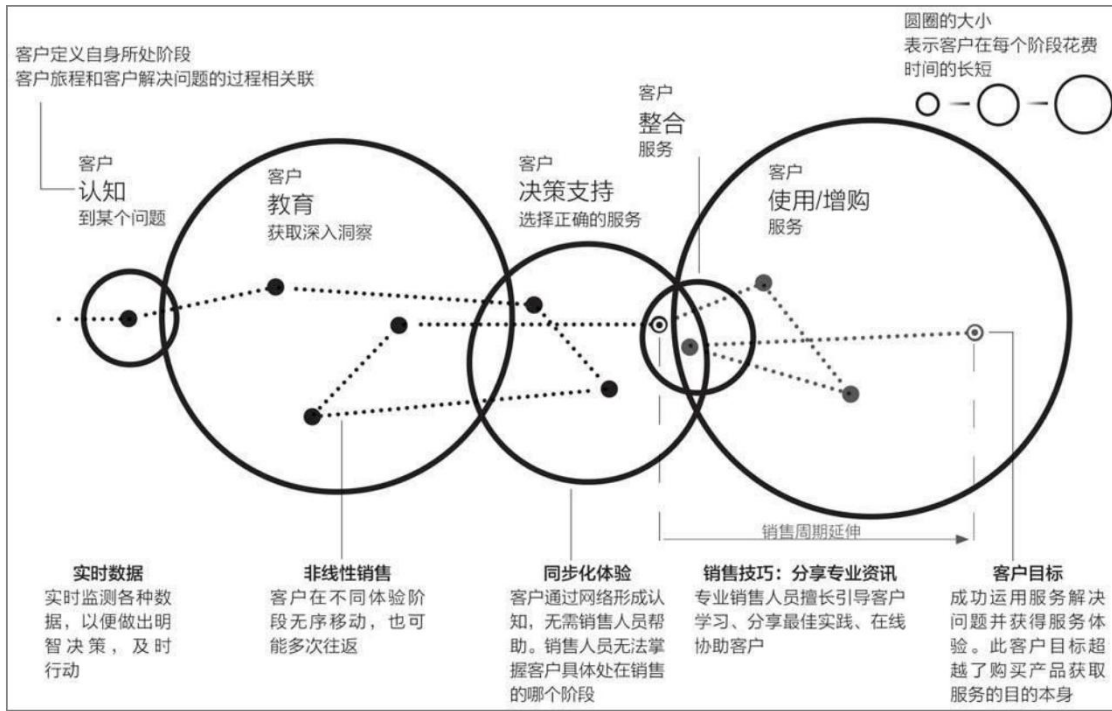 客户定义自身所处阶段
客户旅程和客户解决问题的过程相关联
圆圈的大小
表示客户在每个阶段花费
时间的长短
客户
认知
到某个问题
客户
教育
获取深入洞察
客户
决策支持
选择正确的服务
客户
整合
服务
客户
使用/增购
服务
销售周期延伸
实时数据
实时监测各种数
据，以便做出明
智决策，及时
行动
非线性销售
客户在不同体验阶
段无序移动，也可
能多次往返
同步化体验
客户通过网络形成认
知，无需销售人员帮
助。销售人员无法掌
握客户具体处在销售
的哪个阶段
销售技巧：分享专业资讯
专业销售人员擅长引导客户
学习、分享最佳实践、在线
协助客户
客户目标
成功运用服务解决
问题并获得服务体
验。此客户目标超
越了购买产品获取
服务的目的本身